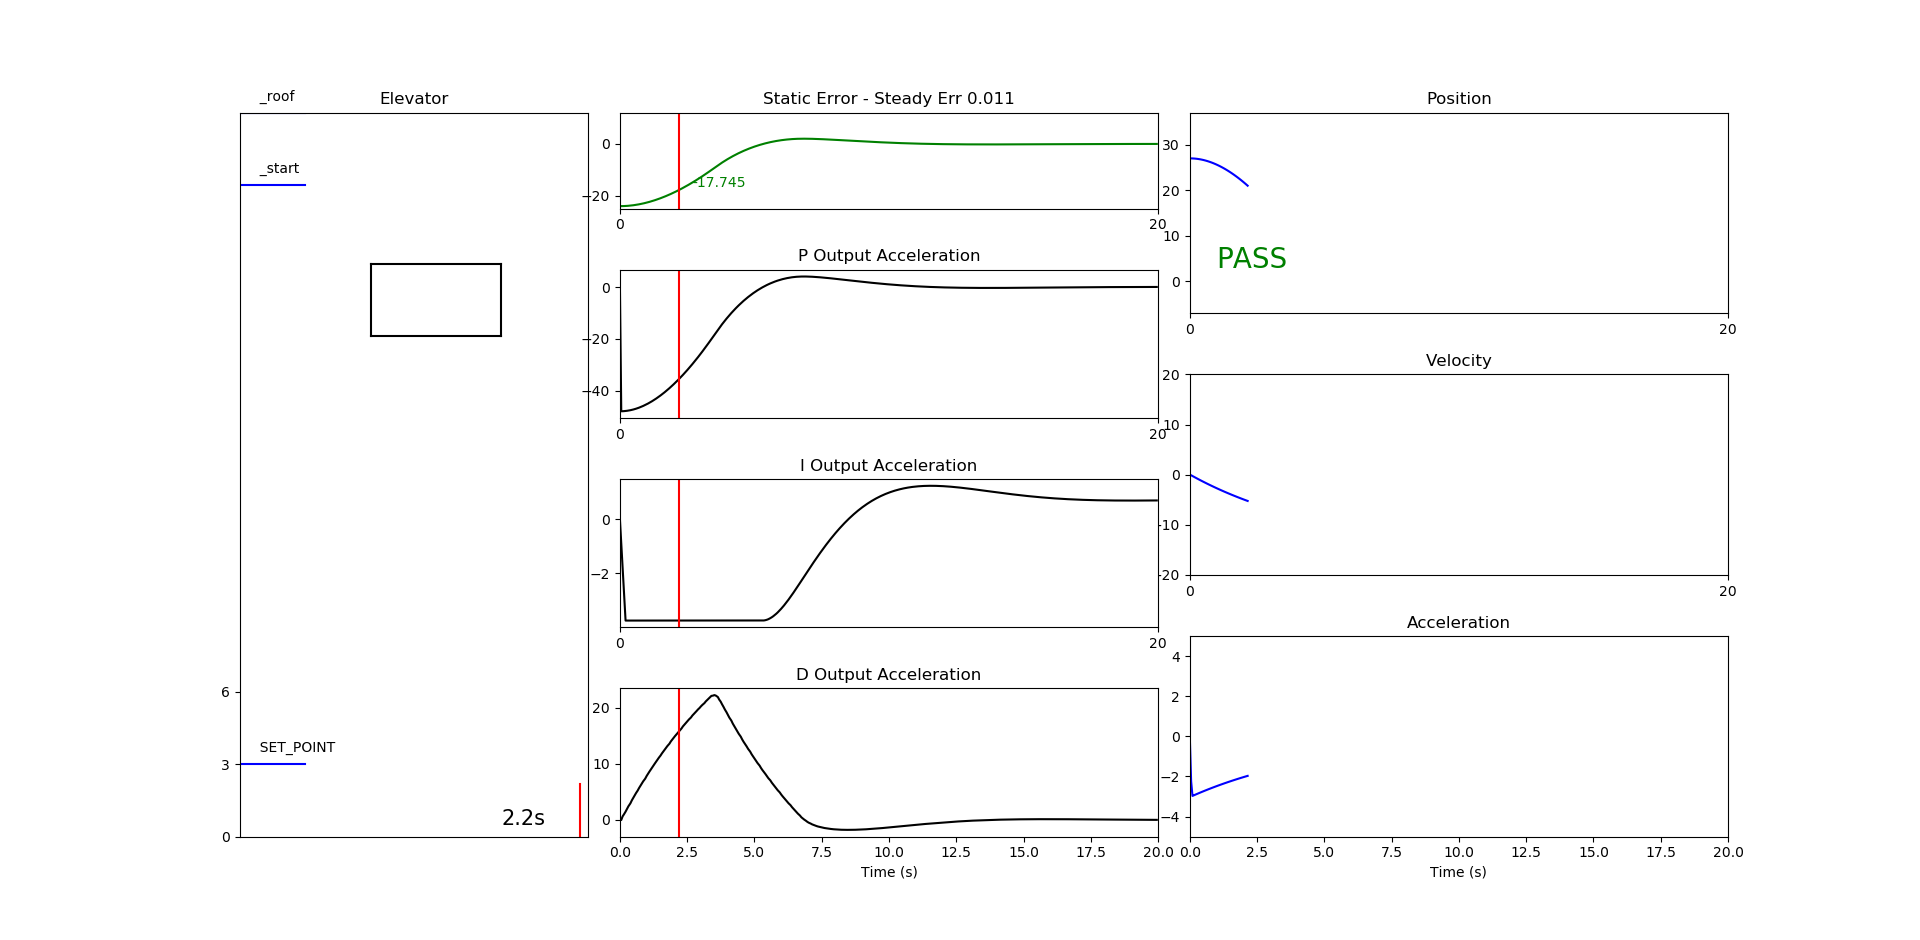 _roof
Elevator
_start
6
SET_POINT
3
2.2s
0
Static Error - Steady Err 0.011
0
-17.745
−20
0 20
P Output Acceleration
0
−20
−40
0 20
I Output Acceleration
0
−2
0 20
D Output Acceleration
20
10
0
0.0 2.5 5.0 7.5 10.0 12.5 15.0 17.5 20.0
Time (s)
Position
30
20
10
PASS
0
0 20
Velocity
20
10
0
-10
-20
0 20
Acceleration
4
2
0
−2
−4
0.0 2.5 5.0 7.5 10.0 12.5 15.0 17.5 20.0
Time (s)